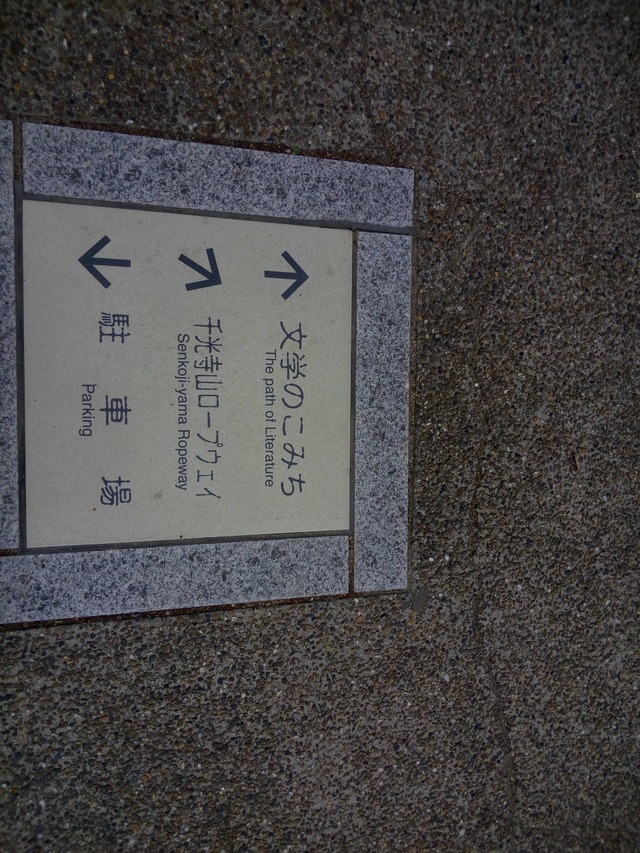 文学のこみち
The path of Literature
千光寺山ロープウェイ
Senkoji-yama Ropeway
駐車場
Parking